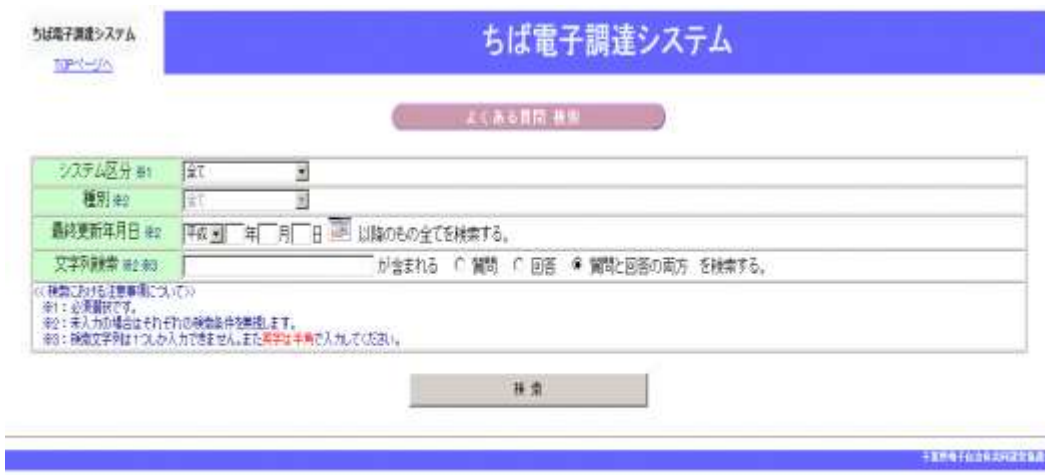 ちば電子調達システム
TOPページへ
ちば電子調達システム
よくある質問 検索
システム区分 ※1 全て
種別 ※2 全て
最終更新年月日 ※2 平成 年 月 日 以降のもの全てを検索する。
文字列検索 ※2※3 が含まれる 質問 回答 質問と回答の両方 を検索する。
<<検索における注意事項について>>
※1：必須選択です。
※2：未入力の場合はそれぞれの検索条件を無視します。
※3：検索文字列は1つしか入力できません。また英字は半角で入力してください。
検索